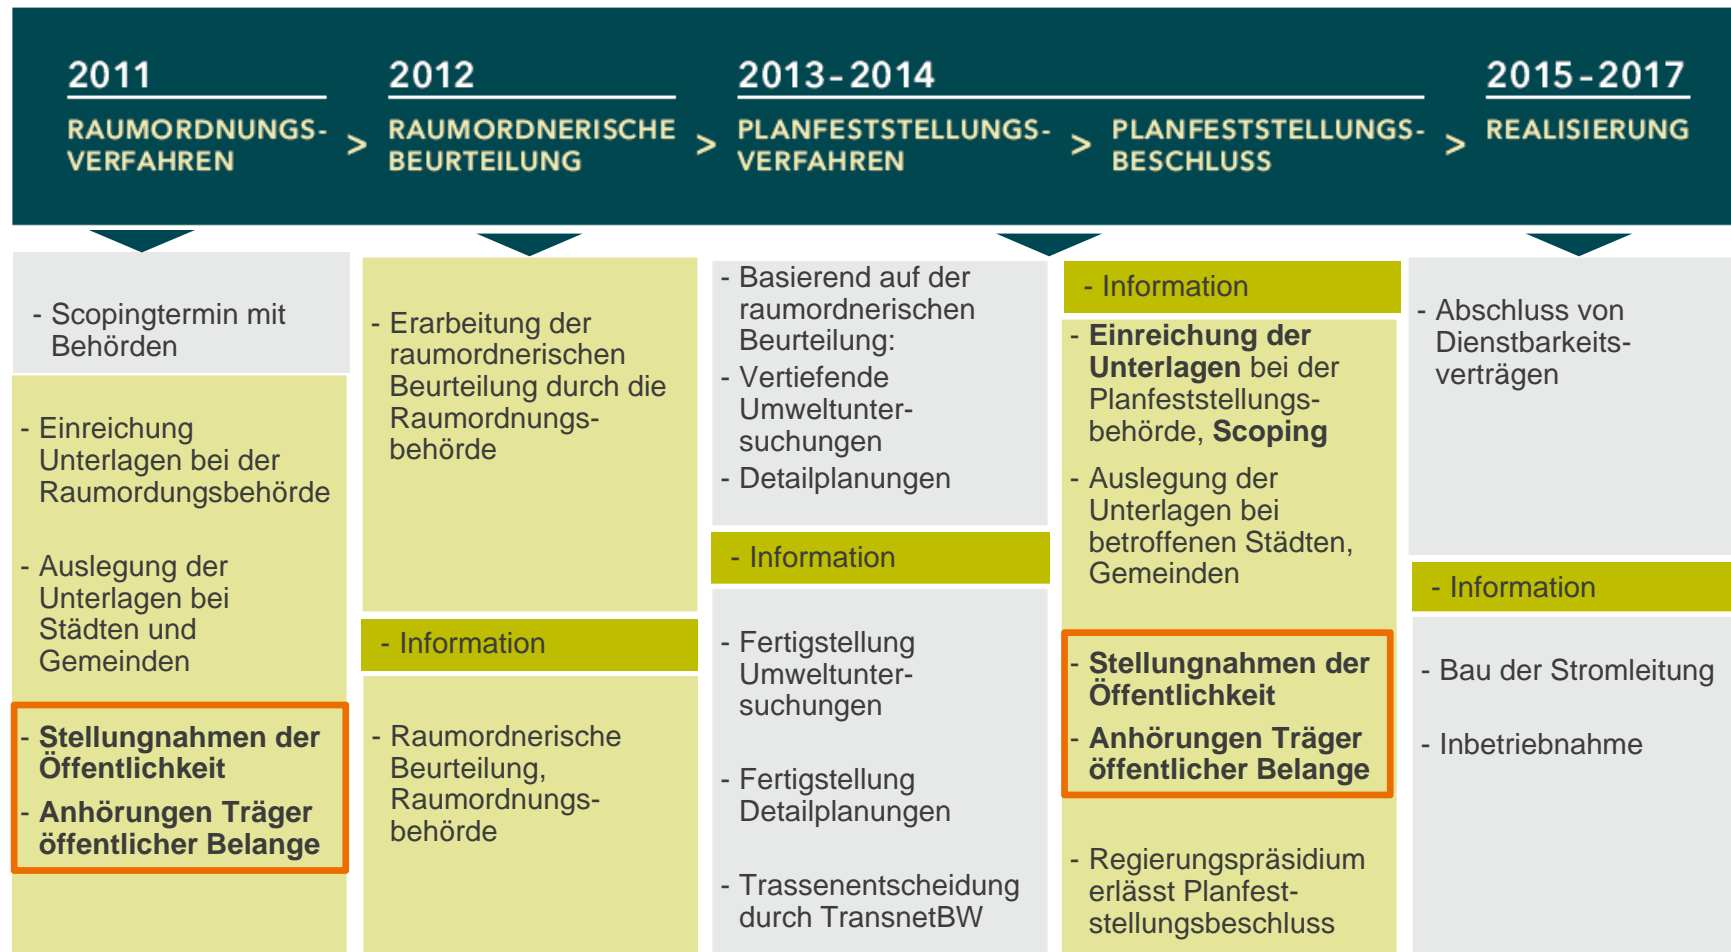 2011
RAUMORDNUNGS-
VERFAHREN
>
2012
RAUMORDNERISCHE
BEURTEILUNG
>
2013-2014
PLANFESTSTELLUNGS-
VERFAHREN
>
PLANFESTSTELLUNGS-
BESCHLUSS
>
2015-2017
REALISIERUNG
- Scopingtermin mit
Behörden
- Einreichung
Unterlagen bei der
Raumordungsbehörde
- Auslegung der
Unterlagen bei
Städten und
Gemeinden
- Stellungnahmen der
Öffentlichkeit
- Anhörungen Träger
öffentlicher Belange
- Erarbeitung der
raumordnerischen
Beurteilung durch die
Raumordnungs-
behörde
- Information
- Raumordnerische
Beurteilung,
Raumordnungs-
behörde
- Basierend auf der
raumordnerischen
Beurteilung:
- Vertiefende
Umweltunter-
suchungen
- Detailplanungen
- Information
- Fertigstellung
Umweltunter-
suchungen
- Fertigstellung
Detailplanungen
- Trassenentscheidung
durch TransnetBW
- Information
- Einreichung der
Unterlagen bei der
Planfeststellungs-
behörde, Scoping
- Auslegung der
Unterlagen bei
betroffenen Städten,
Gemeinden
- Stellungnahmen der
Öffentlichkeit
- Anhörungen Träger
öffentlicher Belange
- Regierungspräsidium
erlässt Planfest-
stellungsbeschluss
- Abschluss von
Dienstbarkeits-
verträgen
- Information
- Bau der Stromleitung
- Inbetriebnahme